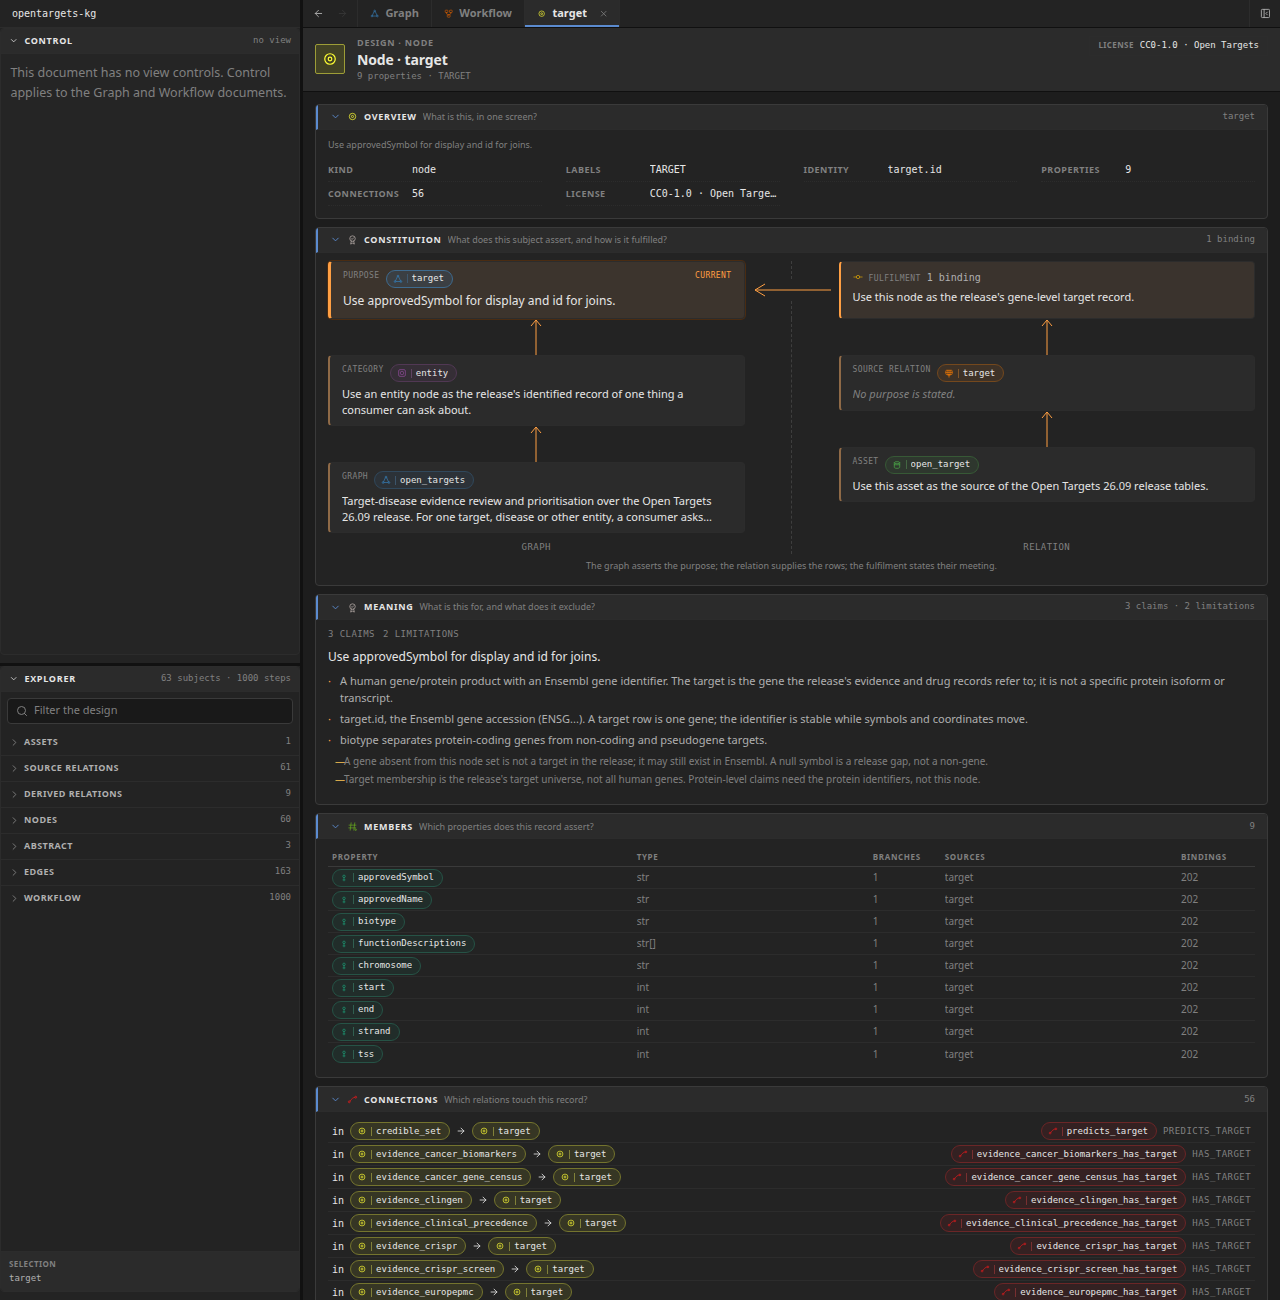 opentargets-kg
CONTROL no view
This document has no view controls. Control
applies to the Graph and Workflow documents.
EXPLORER 63 subjects · 1000 steps
Filter the design
ASSETS 1
SOURCE RELATIONS 61
DERIVED RELATIONS 9
NODES 60
ABSTRACT 3
EDGES 163
WORKFLOW 1000
SELECTION
target
Graph Workflow target
DESIGN · NODE
Node · target
9 properties · TARGET
LICENSE CC0-1.0 · Open Targets
OVERVIEW What is this, in one screen? target
Use approvedSymbol for display and id for joins.
KIND node LABELS TARGET IDENTITY target.id PROPERTIES 9
CONNECTIONS 56 LICENSE CC0-1.0 · Open Targe…
CONSTITUTION What does this subject assert, and how is it fulfilled? 1 binding
PURPOSE target CURRENT
Use approvedSymbol for display and id for joins.
FULFILMENT 1 binding
Use this node as the release's gene-level target record.
CATEGORY entity
Use an entity node as the release's identified record of one thing a
consumer can ask about.
SOURCE RELATION target
No purpose is stated.
GRAPH open_targets
Target-disease evidence review and prioritisation over the Open Targets
26.09 release. For one target, disease or other entity, a consumer asks...
ASSET open_target
Use this asset as the source of the Open Targets 26.09 release tables.
GRAPH RELATION
The graph asserts the purpose; the relation supplies the rows; the fulfilment states their meeting.
MEANING What is this for, and what does it exclude? 3 claims · 2 limitations
3 CLAIMS 2 LIMITATIONS
Use approvedSymbol for display and id for joins.
· A human gene/protein product with an Ensembl gene identifier. The target is the gene the release's evidence and drug records refer to; it is not a specific protein isoform or
transcript.
· target.id, the Ensembl gene accession (ENSG...). A target row is one gene; the identifier is stable while symbols and coordinates move.
· biotype separates protein-coding genes from non-coding and pseudogene targets.
—A gene absent from this node set is not a target in the release; it may still exist in Ensembl. A null symbol is a release gap, not a non-gene.
—Target membership is the release's target universe, not all human genes. Protein-level claims need the protein identifiers, not this node.
MEMBERS Which properties does this record assert? 9
PROPERTY TYPE BRANCHES SOURCES BINDINGS
approvedSymbol str 1 target 202
approvedName str 1 target 202
biotype str 1 target 202
functionDescriptions str[] 1 target 202
chromosome str 1 target 202
start int 1 target 202
end int 1 target 202
strand int 1 target 202
tss int 1 target 202
CONNECTIONS Which relations touch this record? 56
in credible_set → target predicts_target PREDICTS_TARGET
in evidence_cancer_biomarkers → target evidence_cancer_biomarkers_has_target HAS_TARGET
in evidence_cancer_gene_census → target evidence_cancer_gene_census_has_target HAS_TARGET
in evidence_clingen → target evidence_clingen_has_target HAS_TARGET
in evidence_clinical_precedence → target evidence_clinical_precedence_has_target HAS_TARGET
in evidence_crispr → target evidence_crispr_has_target HAS_TARGET
in evidence_crispr_screen → target evidence_crispr_screen_has_target HAS_TARGET
in evidence_europepmc → target evidence_europepmc_has_target HAS_TARGET